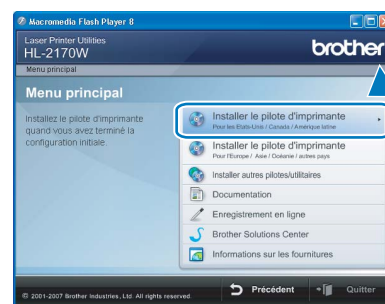 Macromedia Flash Player 8
Laser Printer Utilities
HL-2170W
brother
Menu principal
Menu principal
Installez le pilote d'imprimante
quand vous avez terminé la
configuration initiale.
Installer le pilote d'imprimante
Pour les Etats-Unis / Canada / Amérique latine
Installer le pilote d'imprimante
Pour l'Europe / Asie / Océanie / autres pays
Installer autres pilotes/utilitaires
Documentation
Enregistrement en ligne
Brother Solutions Center
Informations sur les fournitures
© 2001-2007 Brother Industries, Ltd. All rights reserved
Précédent
Quitter